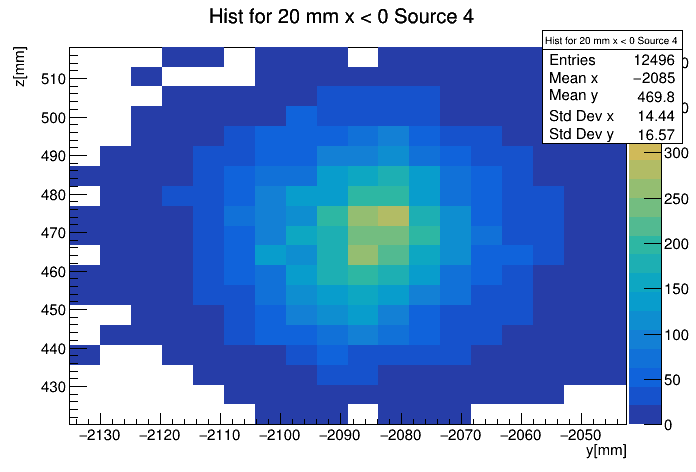 Hist for 20 mm x < 0 Source 4
Hist for 20 mm x < 0 Source 4
Entries 12496
Mean x −2085
Mean y 469.8
Std Dev x 14.44
Std Dev y 16.57
z[mm]
510
500
490
480
470
460
450
440
430
−2130 −2120 −2110 −2100 −2090 −2080 −2070 −2060 −2050
y[mm]
0
0
300
250
200
150
100
50
0